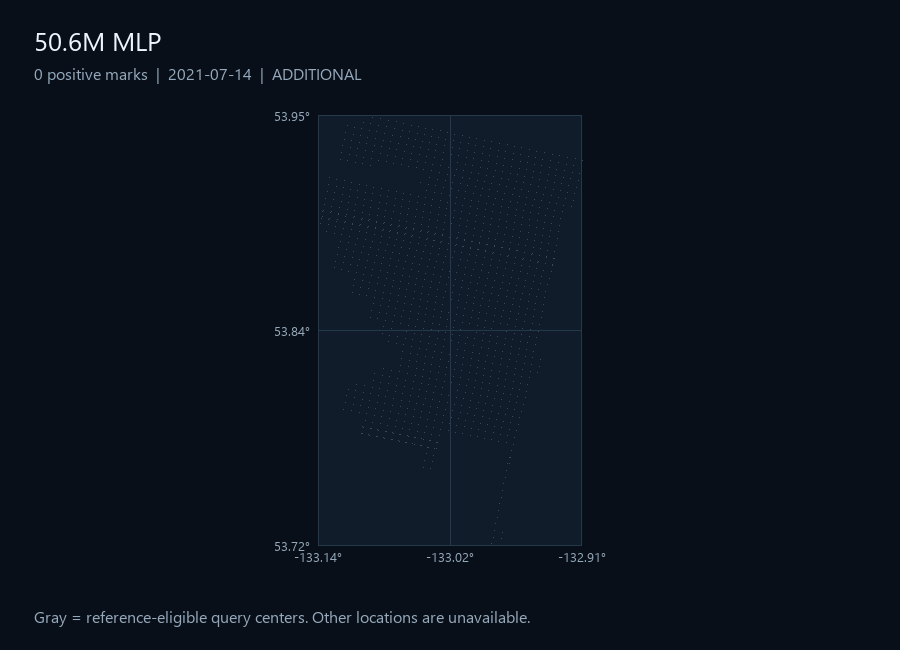 50.6M MLP
0 positive marks | 2021-07-14 | ADDITIONAL
53.95°
53.84°
53.72°
-133.14° -133.02° -132.91°
Gray = reference-eligible query centers. Other locations are unavailable.